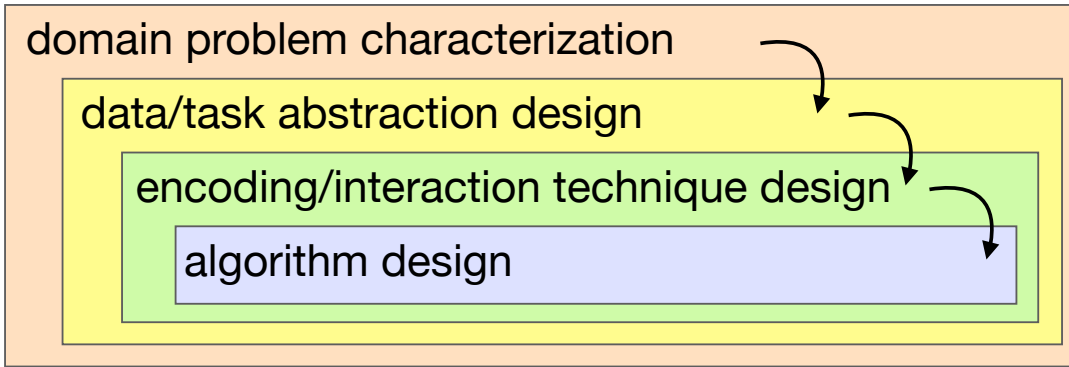 domain problem characterization
data/task abstraction design
encoding/interaction technique design
algorithm design